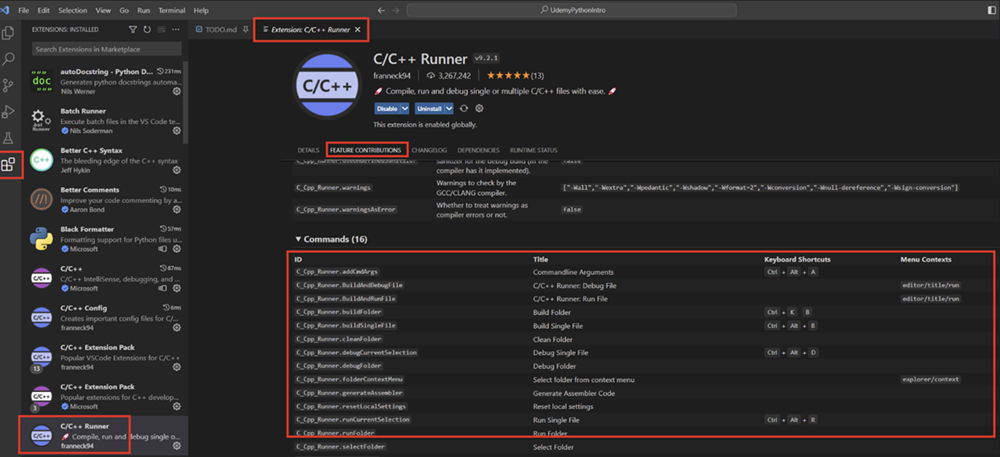 File Edit Selection View Go Run ... UdemyPythonIntro
EXTENSIONS: INSTALLED
Search Extensions in Marketplace
doc
autoDocstring - Python D... 231ms
Generates python docstrings automa...
Nils Werner
Batch Runner
Execute batch files in the VS Code te...
Nils Soderman
C++
Better C++ Syntax
The bleeding edge of the C++ syntax
Jeff Hykin
Better Comments 10ms
Improve your code commenting by a...
Aaron Bond
Black Formatter 57ms
Formatting support for Python files u...
Microsoft
C/C++
C/C++ 87ms
C/C++ IntelliSense, debugging, and ...
Microsoft
C/C++
C/C++ Config 6ms
Creates important config files for C/...
franneck94
C/C++
13
C/C++ Extension Pack
Popular VSCode Extensions for C/C++
franneck94
C/C++
3
C/C++ Extension Pack
Popular extensions for C++ develop...
Microsoft
C/C++
C/C++ Runner
Compile, run and debug single o...
franneck94
TODO.md
Extension: C/C++ Runner
C/C++
C/C++ Runner v9.2.1
franneck94 | 3,267,242 | (13)
Compile, run and debug single or multiple C/C++ files with ease.
Disable Uninstall
This extension is enabled globally.
DETAILS FEATURE CONTRIBUTIONS CHANGELOG DEPENDENCIES RUNTIME STATUS
sanitizer for the debug build (in the
compiler has it implemented).
C_Cpp_Runner.warnings Warnings to check by the ["-Wall","-Wextra","-Wpedantic","-Wshadow","-Wformat=2","-Wconversion","-Wnull-dereference","-Wsign-conversion"]
GCC/CLANG compiler.
C_Cpp_Runner.warningsAsError Whether to treat warnings as false
compiler errors or not.
Commands (16)
ID Title Keyboard Shortcuts Menu Contexts
C_Cpp_Runner.addCmdArgs Commandline Arguments Ctrl + Alt + A
C_Cpp_Runner.BuildAndDebugFile C/C++ Runner: Debug File editor/title/run
C_Cpp_Runner.BuildAndRunFile C/C++ Runner: Run File editor/title/run
C_Cpp_Runner.buildFolder Build Folder Ctrl + K B
C_Cpp_Runner.buildSingleFile Build Single File Ctrl + Alt + B
C_Cpp_Runner.cleanFolder Clean Folder
C_Cpp_Runner.debugCurrentSelection Debug Single File Ctrl + Alt + D
C_Cpp_Runner.debugFolder Debug Folder
C_Cpp_Runner.folderContextMenu Select folder from context menu explorer/context
C_Cpp_Runner.generateAssembler Generate Assembler Code
C_Cpp_Runner.resetLocalSettings Reset local settings
C_Cpp_Runner.runCurrentSelection Run Single File Ctrl + Alt + R
C_Cpp_Runner.runFolder Run Folder
C_Cpp_Runner.selectFolder Select Folder